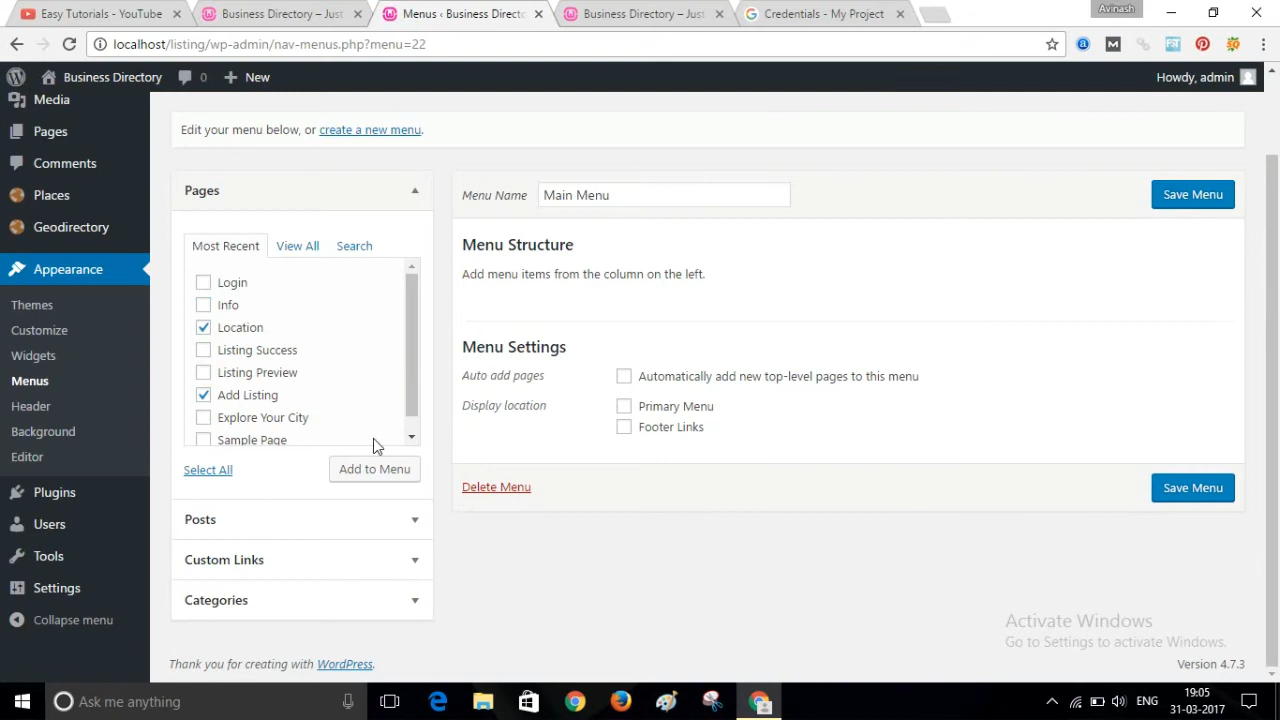 Easy Tutorials - YouTube
Business Directory – Just
Menus ‹ Business Direct
Business Directory – Just
Credentials - My Project
Avinash
localhost/listing/wp-admin/nav-menus.php?menu=22
Business Directory
0
New
Howdy, admin
Media
Pages
Comments
Places
Geodirectory
Appearance
Themes
Customize
Widgets
Menus
Header
Background
Editor
Plugins
Users
Tools
Settings
Collapse menu
Edit your menu below, or create a new menu.
Pages
Most Recent
View All
Search
Login
Info
Location
Listing Success
Listing Preview
Add Listing
Explore Your City
Sample Page
Select All
Add to Menu
Posts
Custom Links
Categories
Menu Name
Main Menu
Save Menu
Menu Structure
Add menu items from the column on the left.
Menu Settings
Auto add pages
Automatically add new top-level pages to this menu
Display location
Primary Menu
Footer Links
Delete Menu
Save Menu
Activate Windows
Go to Settings to activate Windows.
Thank you for creating with WordPress.
Version 4.7.3
Ask me anything
ENG
19:05
31-03-2017